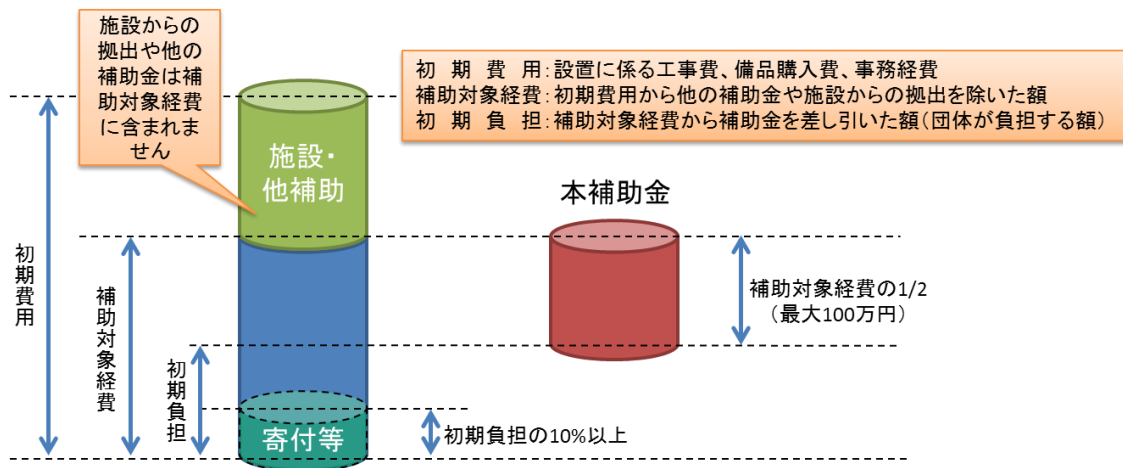 施設からの
拠出や他の
補助金は補
助対象経費
に含まれま
せん
初期費用：設置に係る工事費、備品購入費、事務経費
補助対象経費：初期費用から他の補助金や施設からの拠出を除いた額
初期負担：補助対象経費から補助金を差し引いた額（団体が負担する額）
施設・
他補助
本補助金
初期費用
補助対象経費
初期負担
補助対象経費の1/2
（最大100万円）
寄付等
初期負担の10%以上